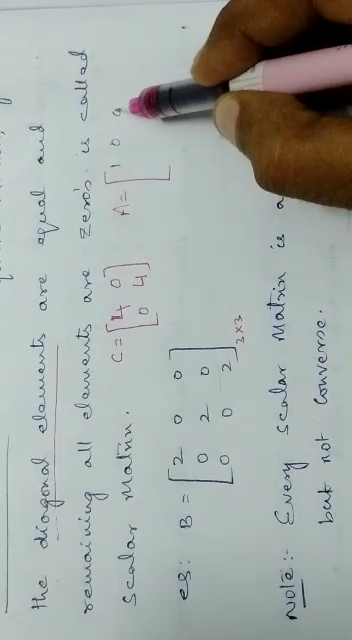 the diagonal elements are equal and
remaining all elements are zero's. is called
Scalar Matrix. C = [4 0 A = [1 0
0 4]
eg: B = [2 0 0
0 2 0
0 0 2] 3×3
Note:- Every Scalar Matrix is a
but not converse.